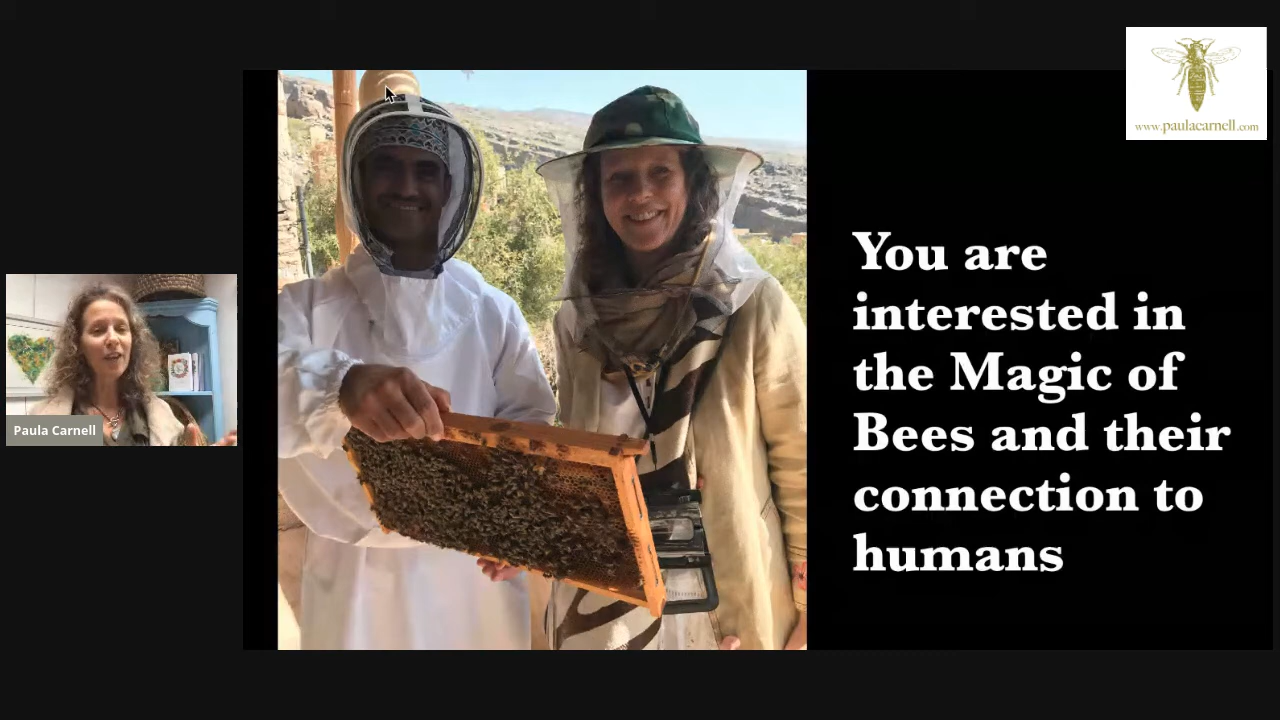 www.paulacarnell.com
You are
interested in
the Magic of
Bees and their
connection to
humans
Paula Carnell